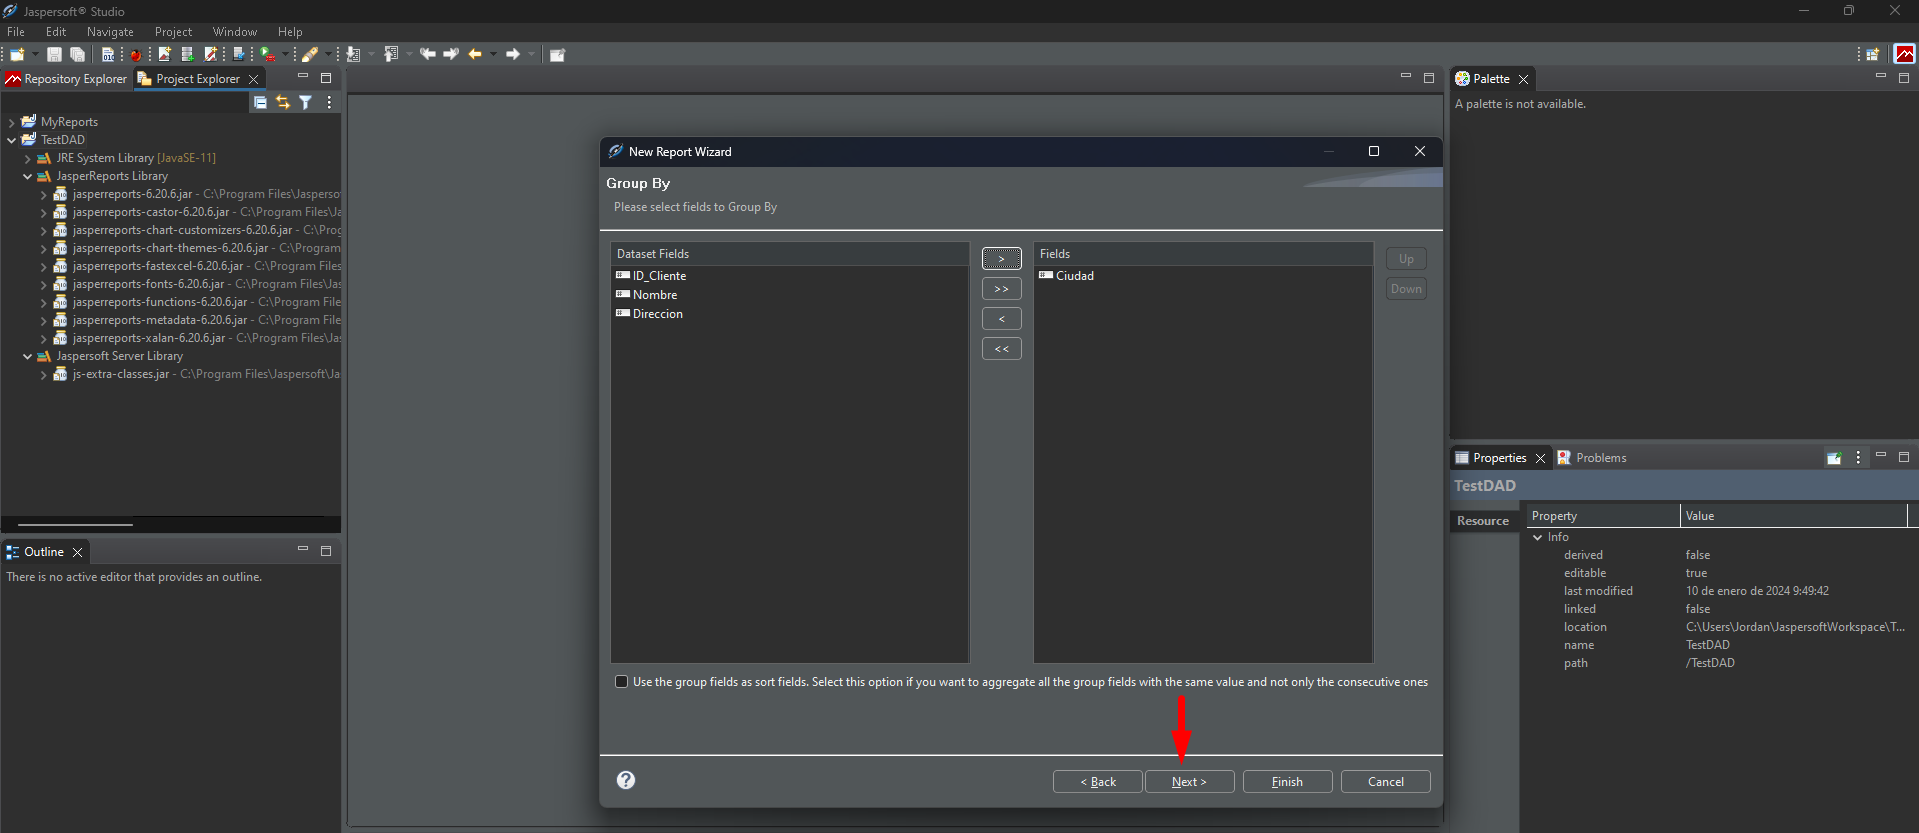 Jaspersoft® Studio
File Edit Navigate Project Window Help
Repository Explorer Project Explorer
MyReports
TestDAD
JRE System Library [JavaSE-11]
JasperReports Library
jasperreports-6.20.6.jar - C:\Program Files\Jasperso
jasperreports-castor-6.20.6.jar - C:\Program Files\Ja
jasperreports-chart-customizers-6.20.6.jar - C:\Prog
jasperreports-chart-themes-6.20.6.jar - C:\Program
jasperreports-fastexcel-6.20.6.jar - C:\Program Files
jasperreports-fonts-6.20.6.jar - C:\Program Files\Jas
jasperreports-functions-6.20.6.jar - C:\Program File
jasperreports-metadata-6.20.6.jar - C:\Program File
jasperreports-xalan-6.20.6.jar - C:\Program Files\Jas
Jaspersoft Server Library
js-extra-classes.jar - C:\Program Files\Jaspersoft\Ja
Outline
There is no active editor that provides an outline.
New Report Wizard
Group By
Please select fields to Group By
Dataset Fields
ID_Cliente
Nombre
Direccion
>
>>
<
<<
Fields
Ciudad
Up
Down
Use the group fields as sort fields. Select this option if you want to aggregate all the group fields with the same value and not only the consecutive ones
?
< Back Next > Finish Cancel
Palette
A palette is not available.
Properties Problems
TestDAD
Resource
Property Value
Info
derived false
editable true
last modified 10 de enero de 2024 9:49:42
linked false
location C:\Users\Jordan\JaspersoftWorkspace\T...
name TestDAD
path /TestDAD